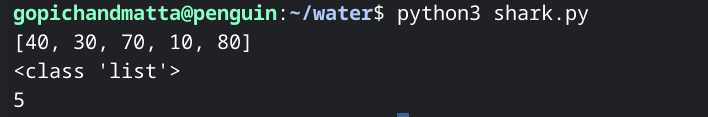 gopichandmatta@penguin:~/water$ python3 shark.py
[40, 30, 70, 10, 80]
<class 'list'>
5